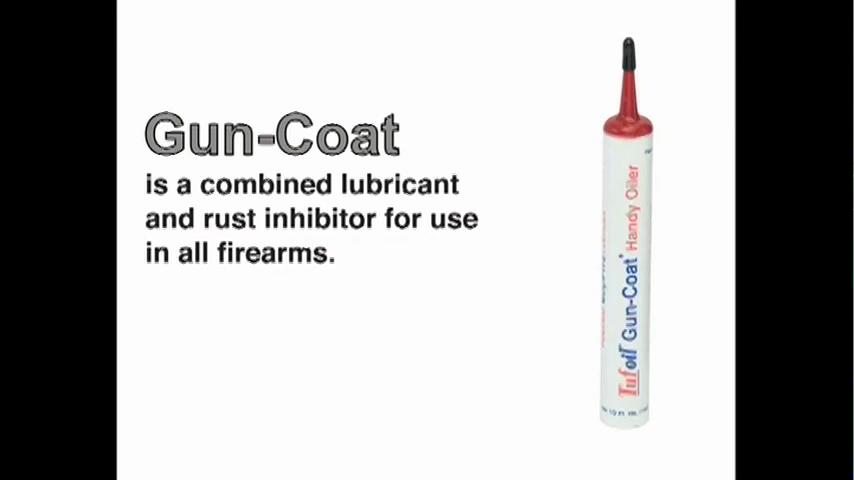 Gun-Coat
is a combined lubricant
and rust inhibitor for use
in all firearms.
Tufoil Gun-Coat® Handy Oiler